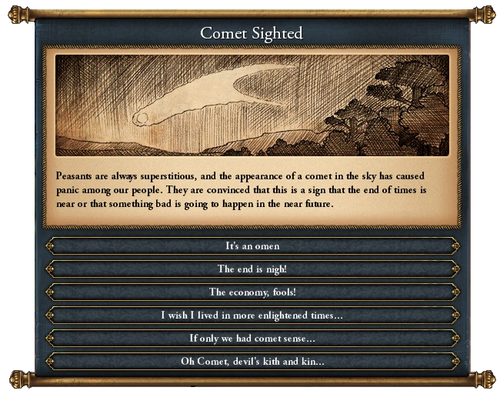 Comet Sighted
Peasants are always superstitious, and the appearance of a comet in the sky has caused
panic among our people. They are convinced that this is a sign that the end of times is
near or that something bad is going to happen in the near future.
It's an omen
The end is nigh!
The economy, fools!
I wish I lived in more enlightened times...
If only we had comet sense...
Oh Comet, devil's kith and kin...